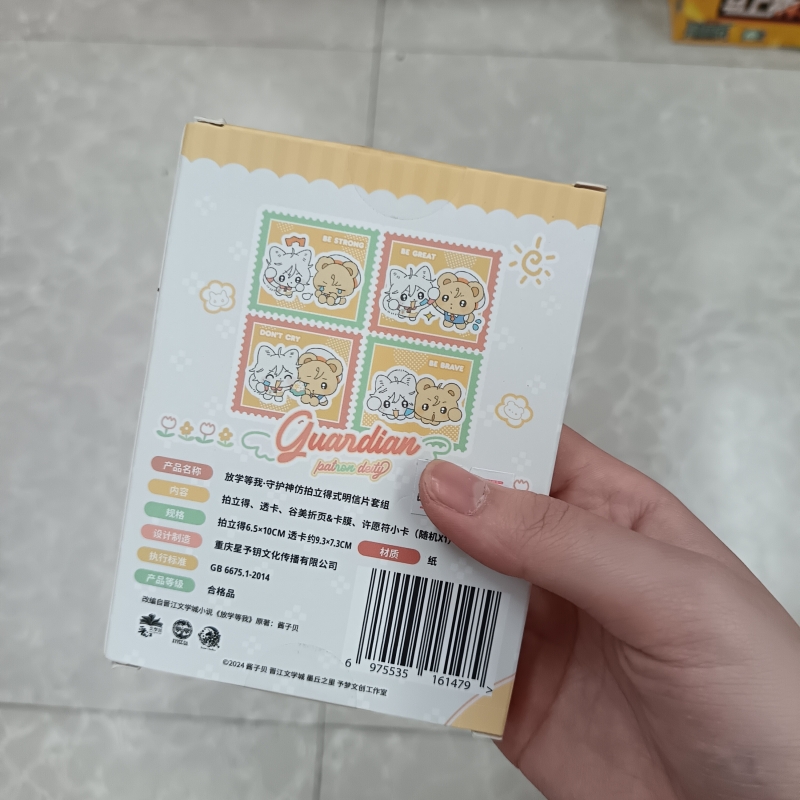 BE STRONG
BE GREAT
DON'T CRY
BE BRAVE
Guardian
patron deity
产品名称 放学等我-守护神仿拍立得式明信片套组
内容 拍立得、透卡、谷美折页&卡膜、许愿符小卡（随机X1
规格 拍立得6.5×10CM 透卡约9.3×7.3CM
设计制造 重庆星予钥文化传播有限公司
材质 纸
执行标准 GB 6675.1-2014
产品等级 合格品
改编自晋江文学城小说《放学等我》原著：酱子贝
6 975535 161479 >
©2024 酱子贝 晋江文学城 量丘之星 予梦文创工作室